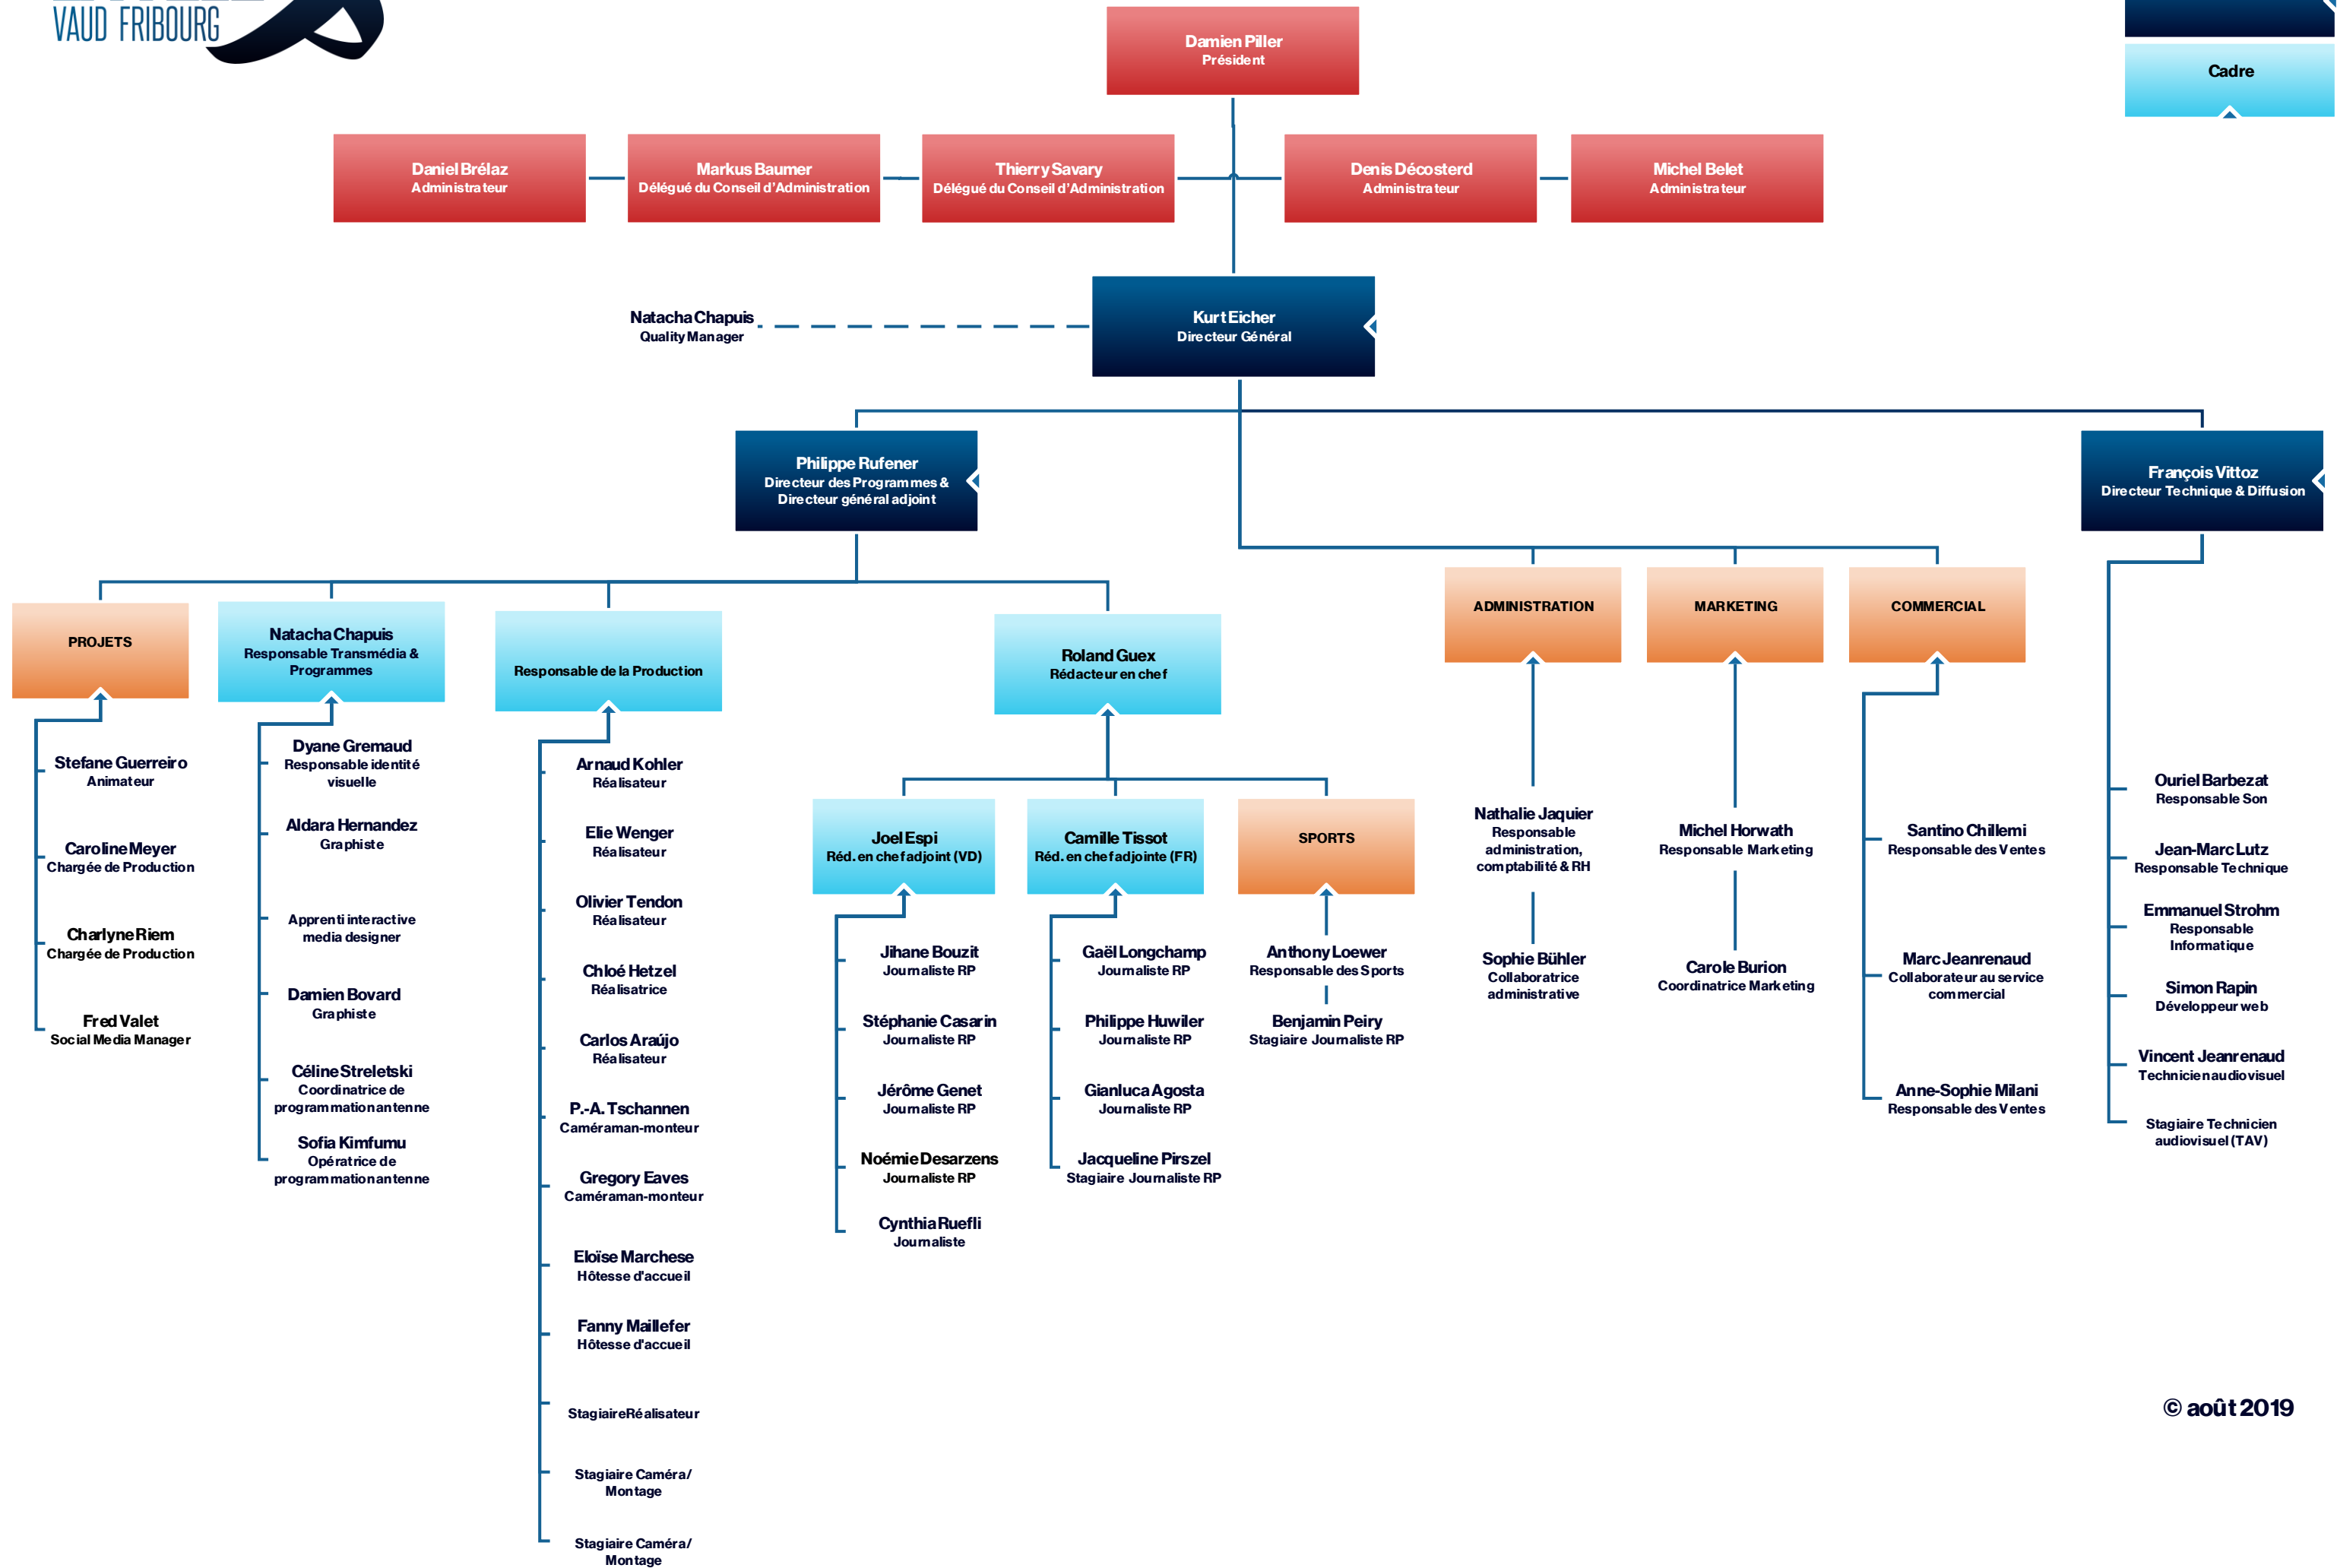 VAUD FRIBOURG
Cadre
Damien Piller
Président
Daniel Brélaz
Administrateur
Markus Baumer
Délégué du Conseil d'Administration
Thierry Savary
Délégué du Conseil d'Administration
Denis Décosterd
Administrateur
Michel Belet
Administrateur
Natacha Chapuis
Quality Manager
Kurt Eicher
Directeur Général
Philippe Rufener
Directeur des Programmes &
Directeur général adjoint
François Vittoz
Directeur Technique & Diffusion
PROJETS
Stefane Guerreiro
Animateur
Caroline Meyer
Chargée de Production
Charlyne Riem
Chargée de Production
Fred Valet
Social Media Manager
Natacha Chapuis
Responsable Transmédia &
Programmes
Dyane Gremaud
Responsable identité
visuelle
Aldara Hernandez
Graphiste
Apprenti interactive
media designer
Damien Bovard
Graphiste
Céline Streletski
Coordinatrice de
programmation antenne
Sofia Kimfumu
Opératrice de
programmation antenne
Responsable de la Production
Arnaud Kohler
Réalisateur
Elie Wenger
Réalisateur
Olivier Tendon
Réalisateur
Chloé Hetzel
Réalisatrice
Carlos Araújo
Réalisateur
P.-A. Tschannen
Caméraman-monteur
Gregory Eaves
Caméraman-monteur
Eloïse Marchese
Hôtesse d'accueil
Fanny Maillefer
Hôtesse d'accueil
Stagiaire Réalisateur
Stagiaire Caméra/
Montage
Stagiaire Caméra/
Montage
Roland Guex
Rédacteur en chef
Joel Espi
Réd. en chef adjoint (VD)
Jihane Bouzit
Journaliste RP
Stéphanie Casarin
Journaliste RP
Jérôme Genet
Journaliste RP
Noémie Desarzens
Journaliste RP
Cynthia Ruefli
Journaliste
Camille Tissot
Réd. en chef adjointe (FR)
Gaël Longchamp
Journaliste RP
Philippe Huwiler
Journaliste RP
Gianluca Agosta
Journaliste RP
Jacqueline Pirszel
Stagiaire Journaliste RP
SPORTS
Anthony Loewer
Responsable des Sports
Benjamin Peiry
Stagiaire Journaliste RP
ADMINISTRATION
Nathalie Jaquier
Responsable
administration,
comptabilité & RH
Sophie Bühler
Collaboratrice
administrative
MARKETING
Michel Horwath
Responsable Marketing
Carole Burion
Coordinatrice Marketing
COMMERCIAL
Santino Chillemi
Responsable des Ventes
Marc Jeanrenaud
Collaborateur au service
commercial
Anne-Sophie Milani
Responsable des Ventes
Ouriel Barbezat
Responsable Son
Jean-Marc Lutz
Responsable Technique
Emmanuel Strohm
Responsable
Informatique
Simon Rapin
Développeur web
Vincent Jeanrenaud
Technicien audiovisuel
Stagiaire Technicien
audiovisuel (TAV)
© août 2019